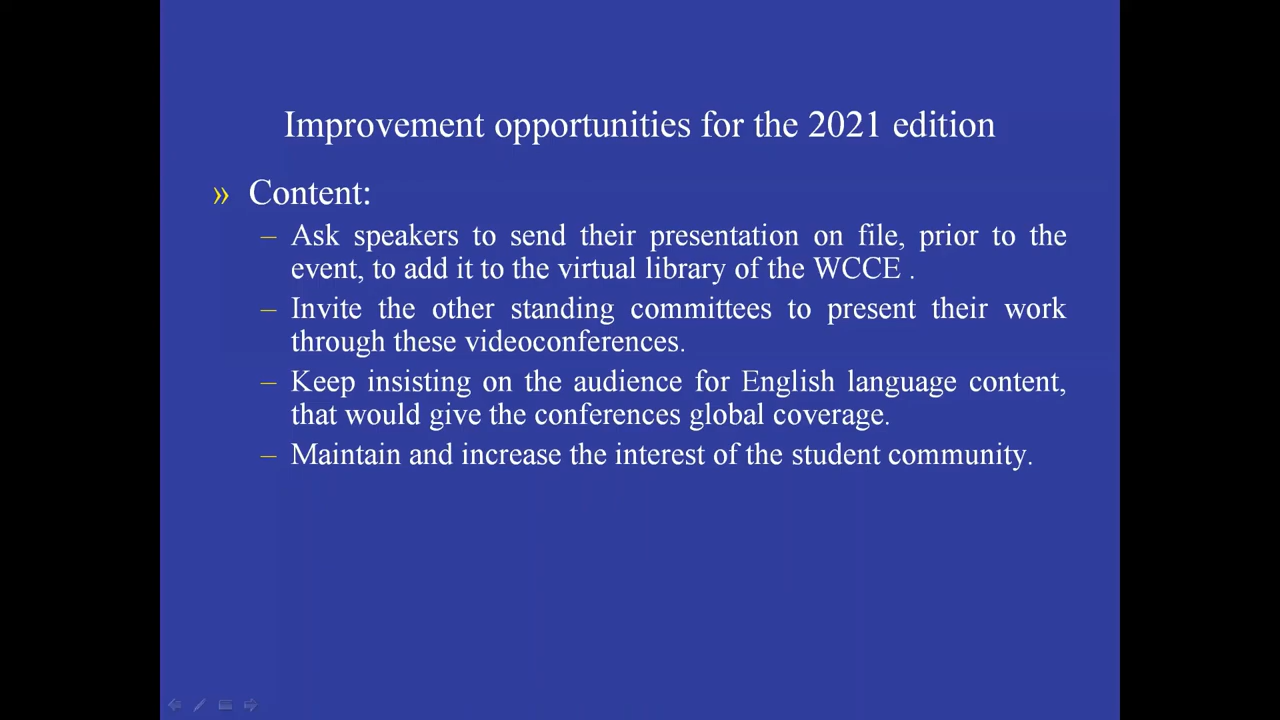 Improvement opportunities for the 2021 edition
» Content:
– Ask speakers to send their presentation on file, prior to the
event, to add it to the virtual library of the WCCE .
– Invite the other standing committees to present their work
through these videoconferences.
– Keep insisting on the audience for English language content,
that would give the conferences global coverage.
– Maintain and increase the interest of the student community.